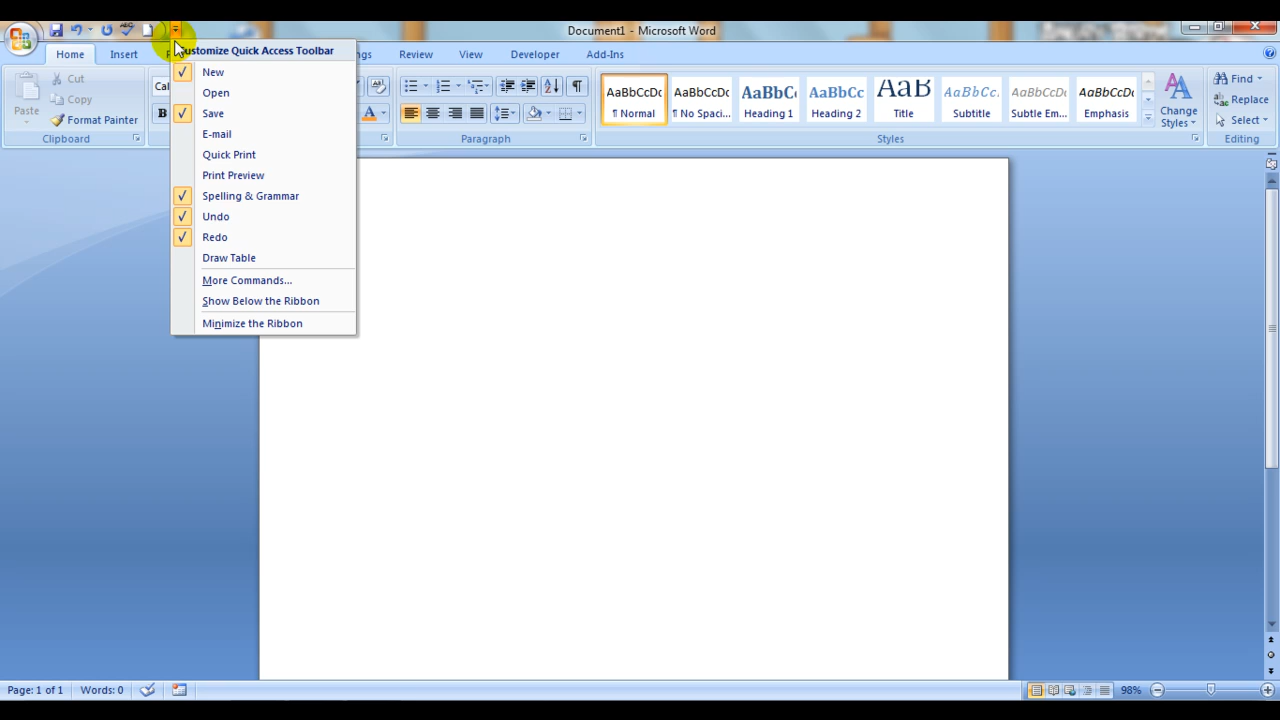 Document1 - Microsoft Word
Home Insert ngs Review View Developer Add-Ins
Customize Quick Access Toolbar
New
Open
Save
E-mail
Quick Print
Print Preview
Spelling & Grammar
Undo
Redo
Draw Table
More Commands...
Show Below the Ribbon
Minimize the Ribbon
Paste
Cut
Copy
Format Painter
Clipboard
Cal
B
A
Paragraph
AaBbCcDc AaBbCcDc AaBbCc AaBbCc AaB AaBbCc. AaBbCcDc AaBbCcDc
¶ Normal ¶ No Spaci... Heading 1 Heading 2 Title Subtitle Subtle Em... Emphasis
Change
Styles
Styles
Find
Replace
Select
Editing
Page: 1 of 1 Words: 0 98%